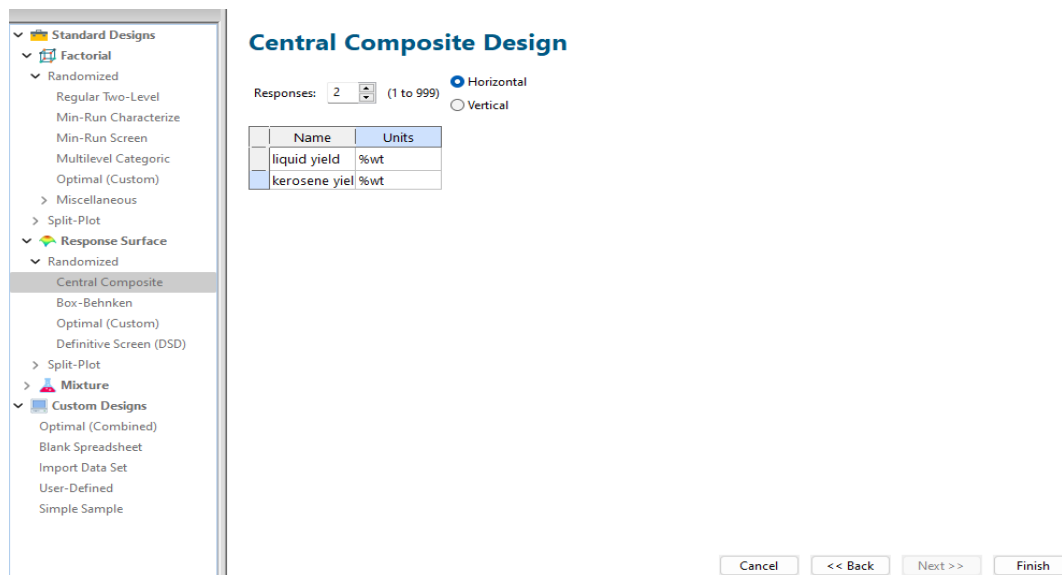 Standard Designs
Factorial
Randomized
Regular Two-Level
Min-Run Characterize
Min-Run Screen
Multilevel Categoric
Optimal (Custom)
Miscellaneous
Split-Plot
Response Surface
Randomized
Central Composite
Box-Behnken
Optimal (Custom)
Definitive Screen (DSD)
Split-Plot
Mixture
Custom Designs
Optimal (Combined)
Blank Spreadsheet
Import Data Set
User-Defined
Simple Sample
Central Composite Design
Responses: 2 (1 to 999)
Horizontal
Vertical
Name Units
liquid yield %wt
kerosene yiel %wt
Cancel << Back Next >> Finish